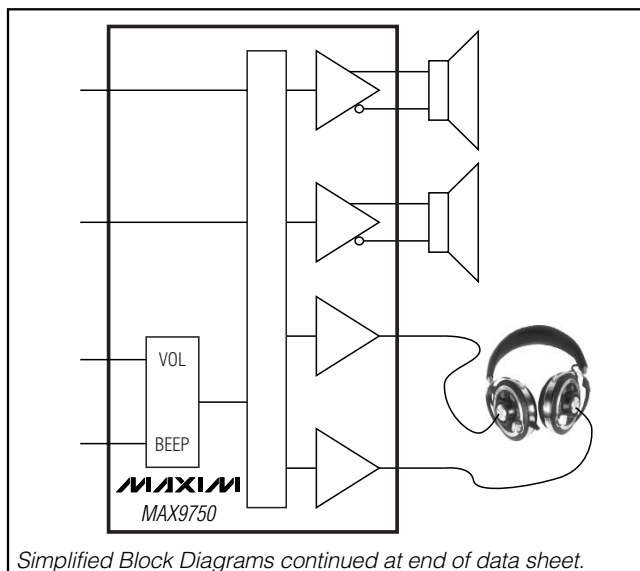 VOL
BEEP
MAXIM
MAX9750
Simplified Block Diagrams continued at end of data sheet.